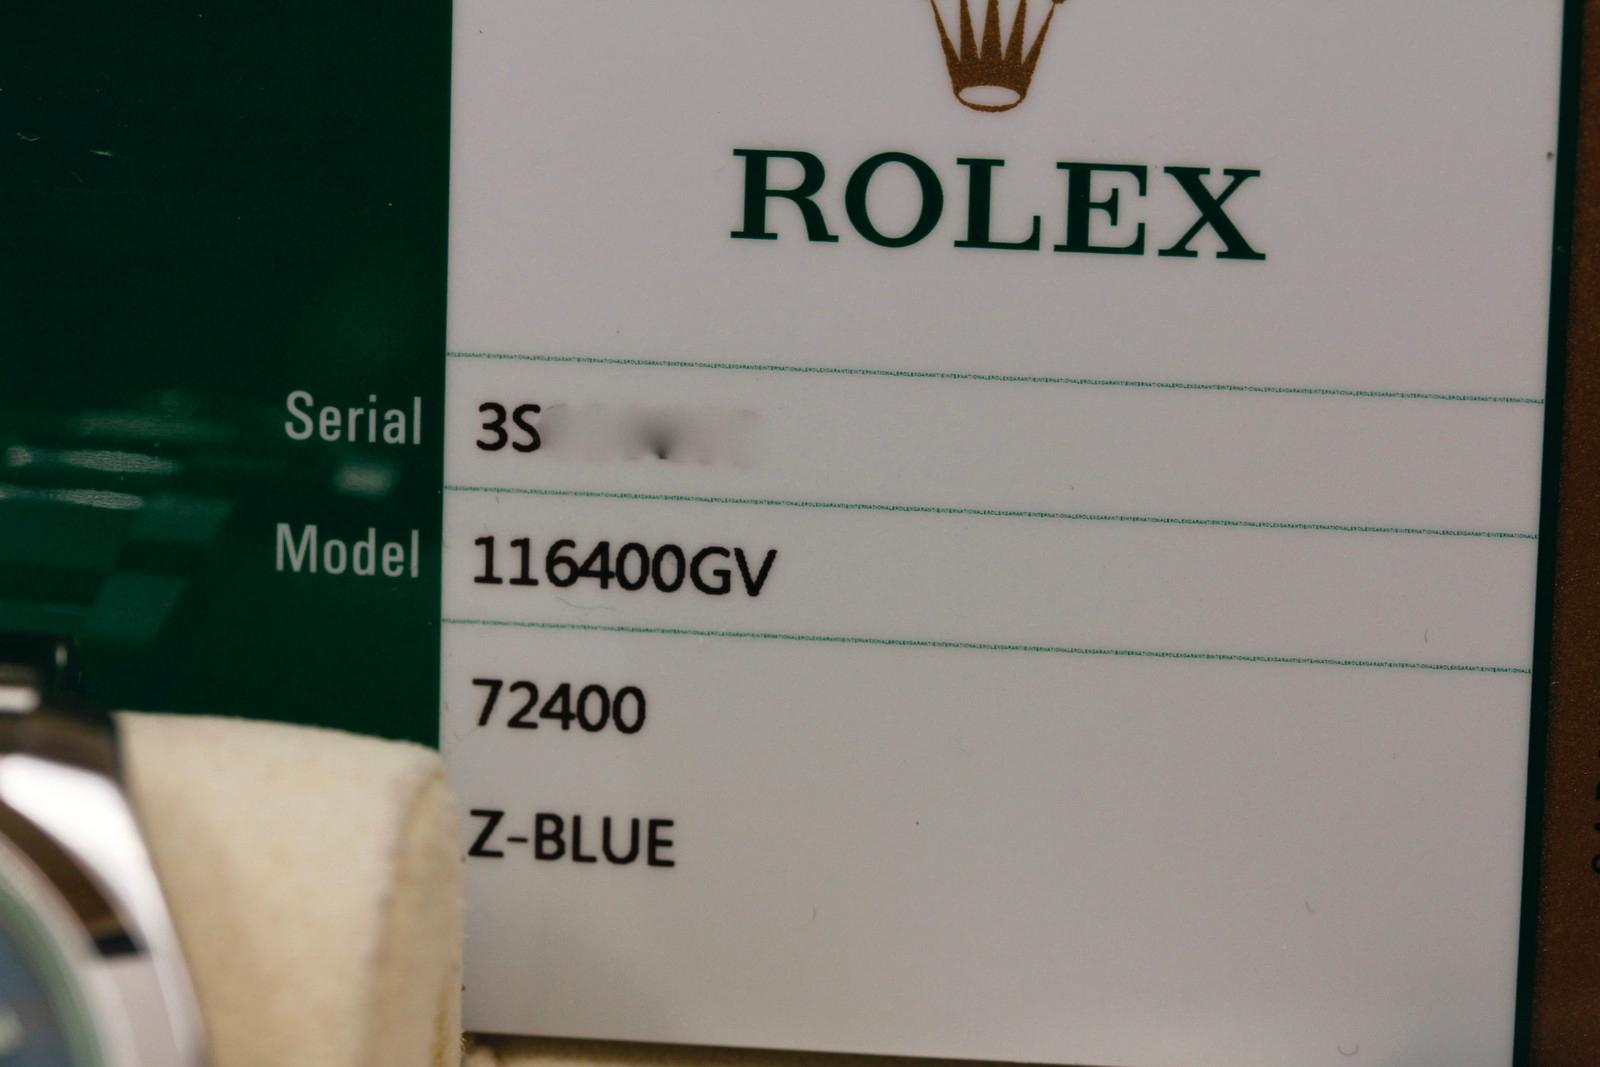 ROLEX
Serial 3S
Model 116400GV
72400
Z-BLUE